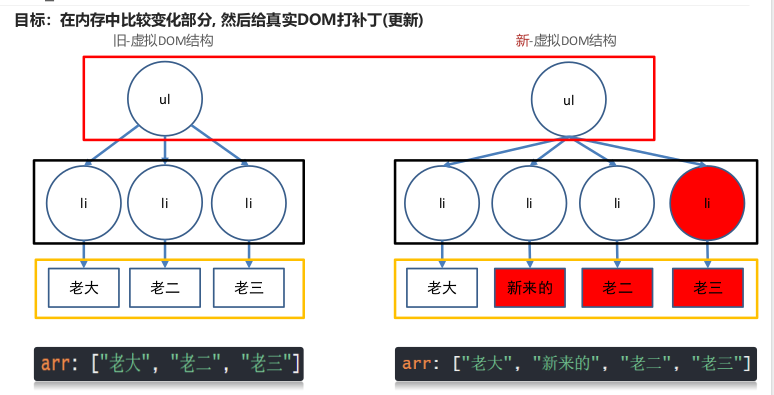 目标：在内存中比较变化部分, 然后给真实DOM打补丁(更新)
旧-虚拟DOM结构
新-虚拟DOM结构
ul
ul
li li li
li li li li
老大 老二 老三
老大 新来的 老二 老三
arr: ["老大", "老二", "老三"]
arr: ["老大", "新来的", "老二", "老三"]